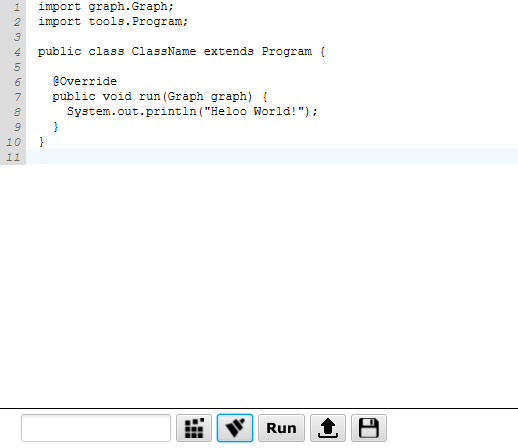 1 import graph.Graph;
2 import tools.Program;
3
4 public class ClassName extends Program {
5
6 @Override
7 public void run(Graph graph) {
8 System.out.println("Heloo World!");
9 }
10 }
11
Run